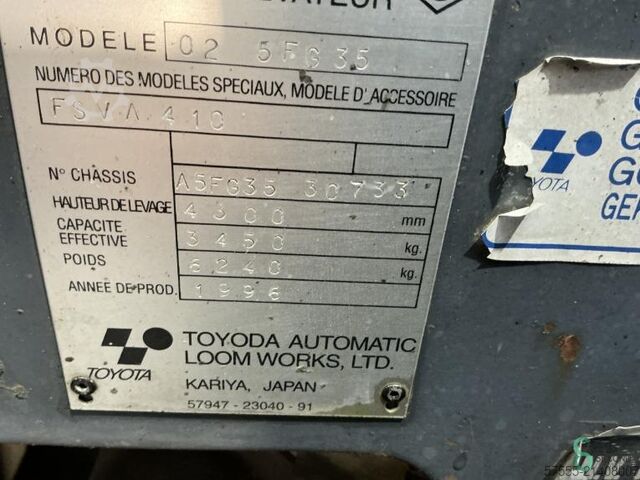 MODELE 02 5FG35
NUMERO DES MODELES SPECIAUX, MODELE D'ACCESSOIRE
FSVA 410
N° CHASSIS A5FG35 30733
HAUTEUR DE LEVAGE 4300 mm
CAPACITE EFFECTIVE 3450 kg.
POIDS 6240 kg.
ANNEE DE PROD. 1996
TOYOTA
TOYODA AUTOMATIC
LOOM WORKS, LTD.
KARIYA, JAPAN
57947 - 23040 - 91
TOYOTA